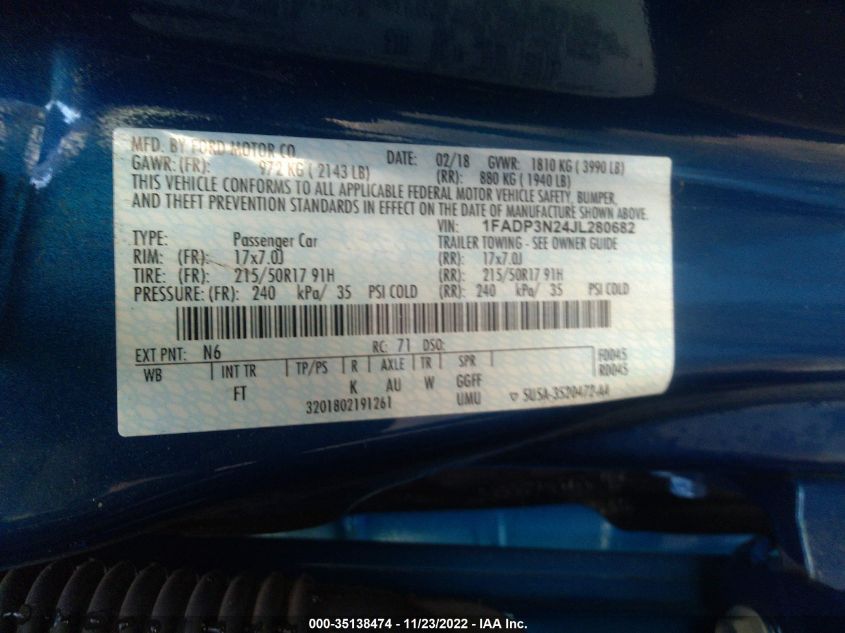 MFD. BY FORD MOTOR CO. DATE: 02/18 GVWR: 1810 KG ( 3990 LB)
GAWR: (FR): 972 KG ( 2143 LB) (RR): 880 KG ( 1940 LB)
THIS VEHICLE CONFORMS TO ALL APPLICABLE FEDERAL MOTOR VEHICLE SAFETY, BUMPER,
AND THEFT PREVENTION STANDARDS IN EFFECT ON THE DATE OF MANUFACTURE SHOWN ABOVE.
VIN: 1FADP3N24JL280682
TYPE: Passenger Car TRAILER TOWING - SEE OWNER GUIDE
RIM: (FR): 17x7.0J (RR): 17x7.0J
TIRE: (FR): 215/50R17 91H (RR): 215/50R17 91H
PRESSURE: (FR): 240 kPa/ 35 PSI COLD (RR): 240 kPa/ 35 PSI COLD
EXT PNT: N6 RC: 71 DSO: F0045
WB INT TR TP/PS R AXLE TR SPR RD045
FT K AU W GGFF
3201802191261 UMU ▽ 5U5A-3520472-AA
000-35138474 - 11/23/2022 - IAA Inc.